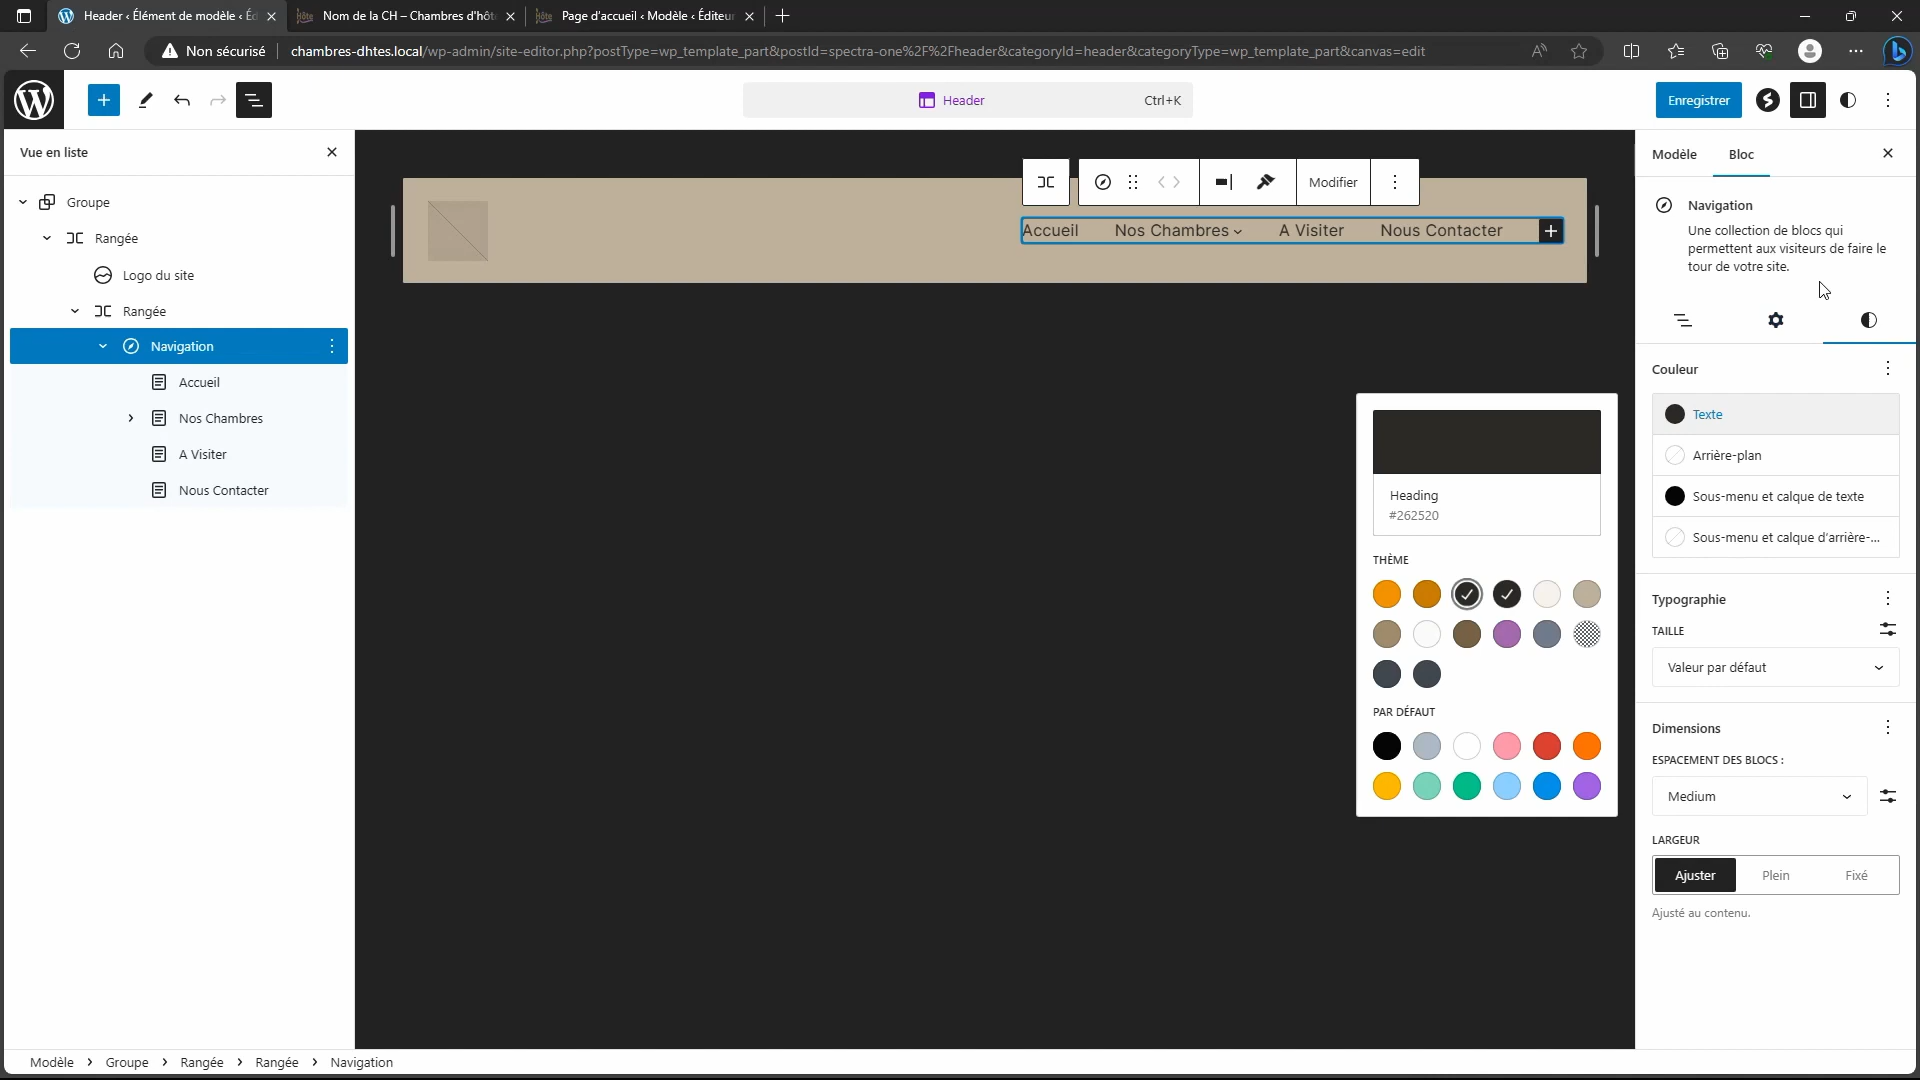 Header ‹ Élément de modèle ‹ Éd
Nom de la CH – Chambres d'hôt
Page d'accueil ‹ Modèle ‹ Éditeur
Non sécurisé
chambres-dhtes.local/wp-admin/site-editor.php?postType=wp_template_part&postId=spectra-one%2F%2Fheader&categoryId=header&categoryType=wp_template_part&canvas=edit
Header
Ctrl+K
Enregistrer
Vue en liste
Groupe
Rangée
Logo du site
Rangée
Navigation
Accueil
Nos Chambres
A Visiter
Nous Contacter
Modifier
Accueil
Nos Chambres
A Visiter
Nous Contacter
Heading
#262520
THÈME
PAR DÉFAUT
Modèle
Bloc
Navigation
Une collection de blocs qui
permettent aux visiteurs de faire le
tour de votre site.
Couleur
Texte
Arrière-plan
Sous-menu et calque de texte
Sous-menu et calque d'arrière-...
Typographie
TAILLE
Valeur par défaut
Dimensions
ESPACEMENT DES BLOCS :
Medium
LARGEUR
Ajuster
Plein
Fixé
Ajusté au contenu.
Modèle > Groupe > Rangée > Rangée > Navigation